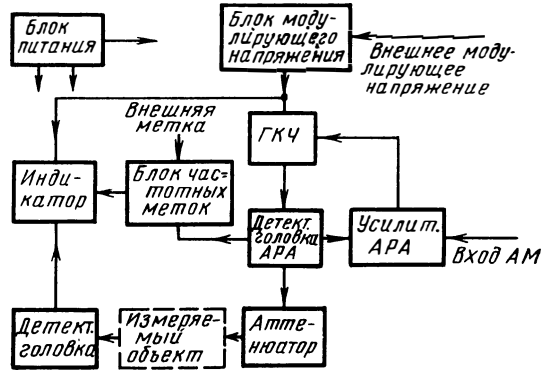 Блок
питания
Блок моду-
лирующего
напряжения
Внешнее моду-
лирующее
напряжение
Внешняя
метка
ГКЧ
Инди-
катор
Блок час=
тотных
меток
Детект.
головка
АРА
Усилит.
АРА
Вход АМ
Детект.
головка
Измеряе-
мый
объект
Атте-
нюатор